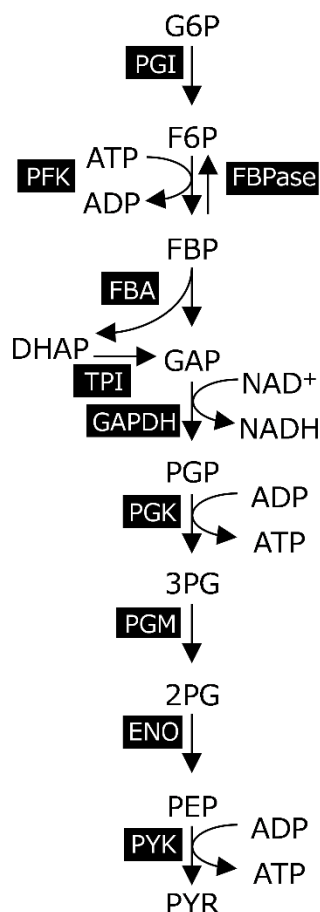 G6P
PGI
F6P
ATP
PFK
FBPase
ADP
FBP
FBA
DHAP
GAP
NAD+
TPI
GAPDH
NADH
PGP
ADP
PGK
ATP
3PG
PGM
2PG
ENO
PEP
ADP
PYK
ATP
PYR